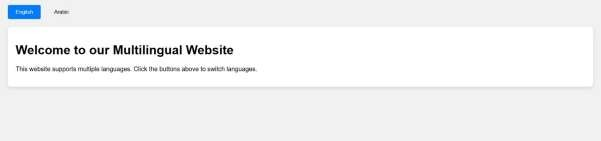 English Arabic
Welcome to our Multilingual Website
This website supports multiple languages. Click the buttons above to switch languages.